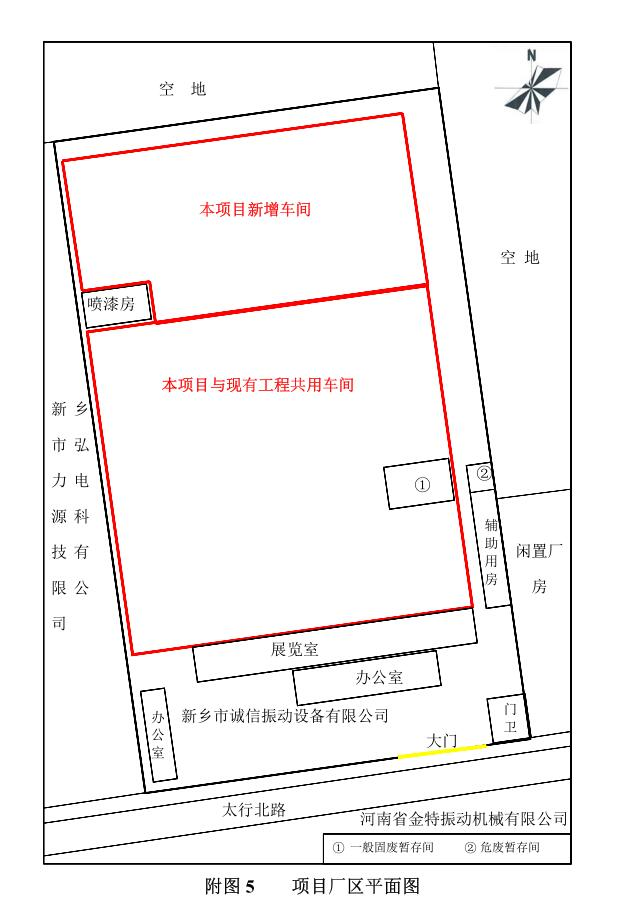 N
空 地
本项目新增车间
空 地
喷漆房
本项目与现有工程共用车间
新 乡
市 弘
力 电
源 科
技 有
限 公
司
①
②
辅
助
用
房
闲置厂
房
展览室
办公室
办
公
室
新乡市诚信振动设备有限公司
门
卫
大门
太行北路
河南省金特振动机械有限公司
① 一般固废暂存间 ② 危废暂存间
附图 5 项目厂区平面图